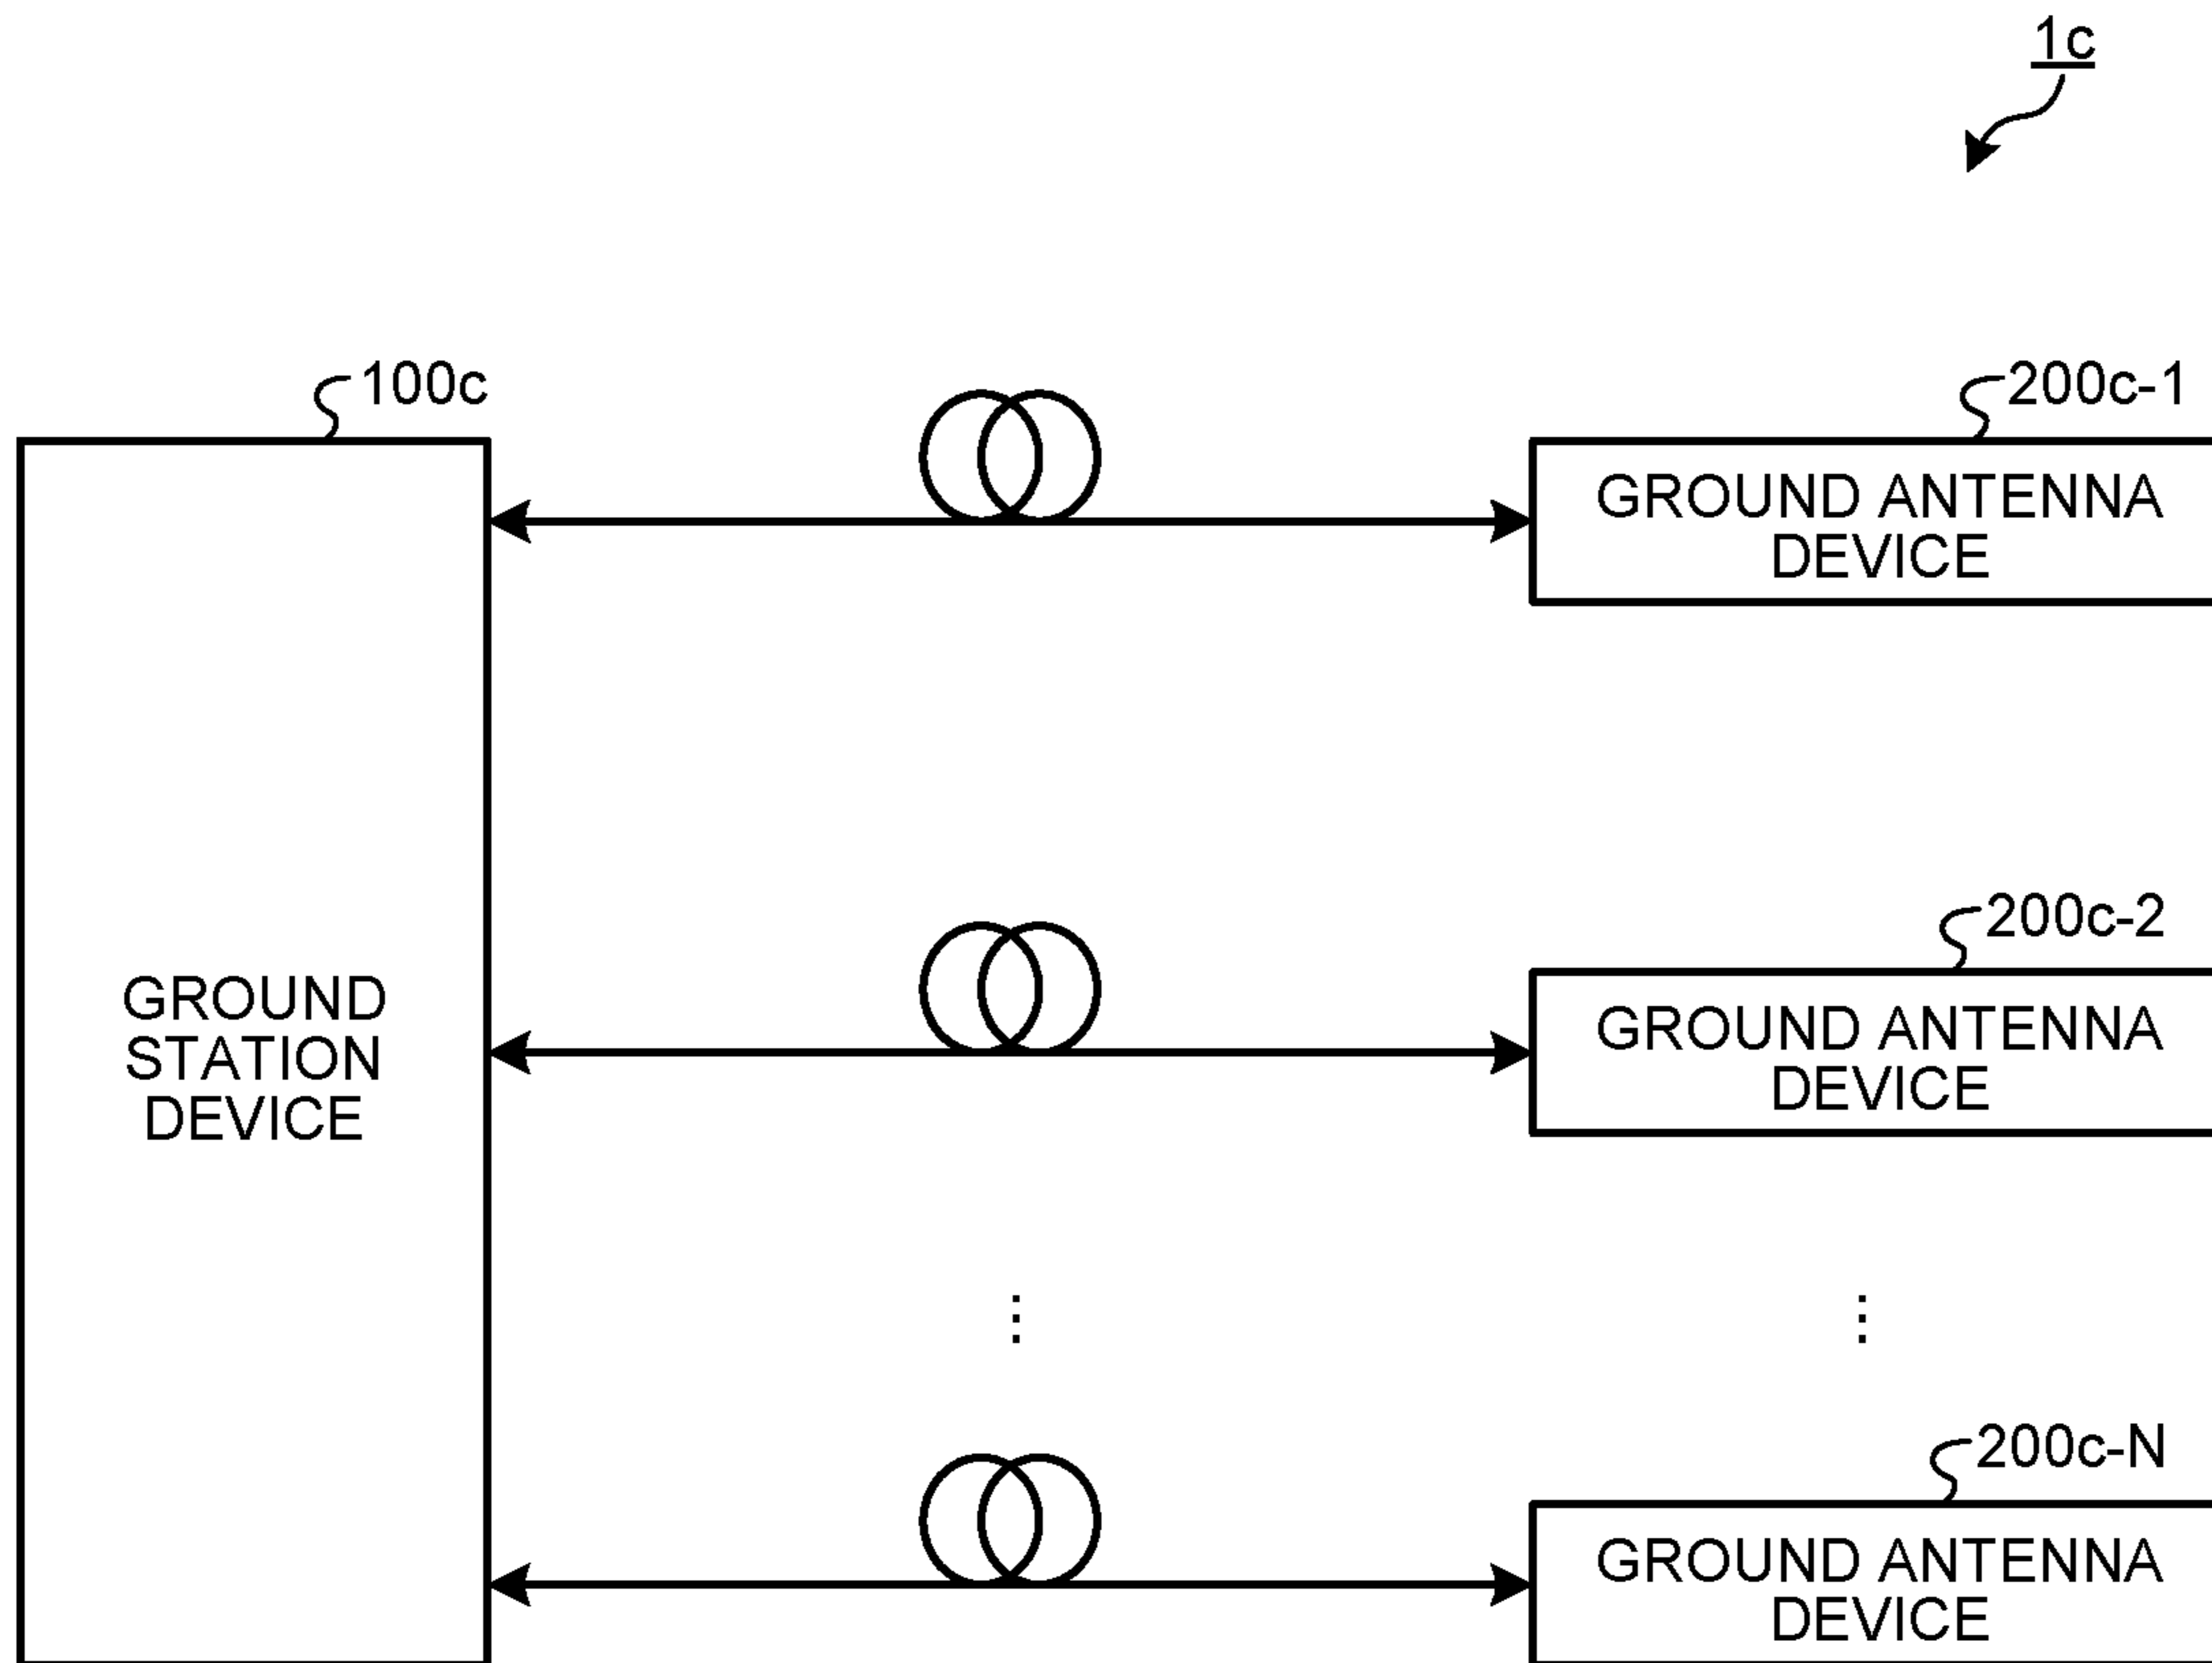 1c
100c
200c-1
GROUND ANTENNA
DEVICE
200c-2
GROUND
STATION
DEVICE
GROUND ANTENNA
DEVICE
200c-N
GROUND ANTENNA
DEVICE